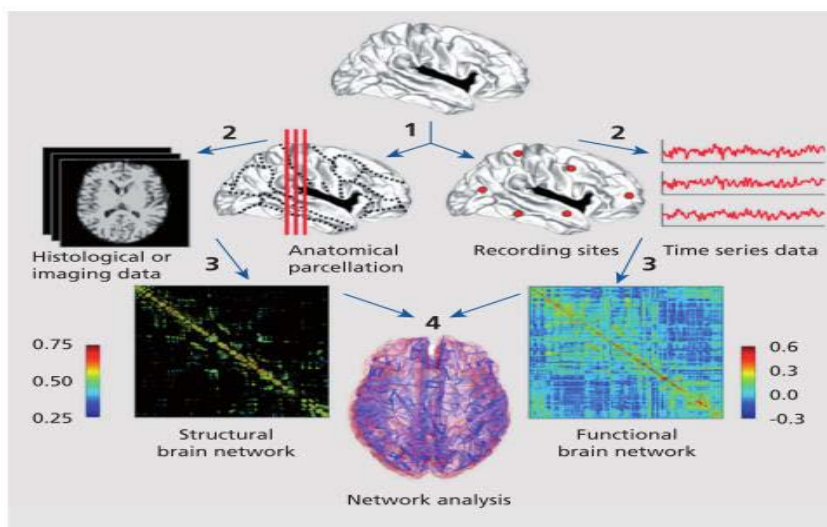 1
2
2
Histological or
imaging data
Anatomical
parcellation
Recording sites
Time series data
3
3
4
0.75
0.50
0.25
0.6
0.3
0.0
-0.3
Structural
brain network
Functional
brain network
Network analysis